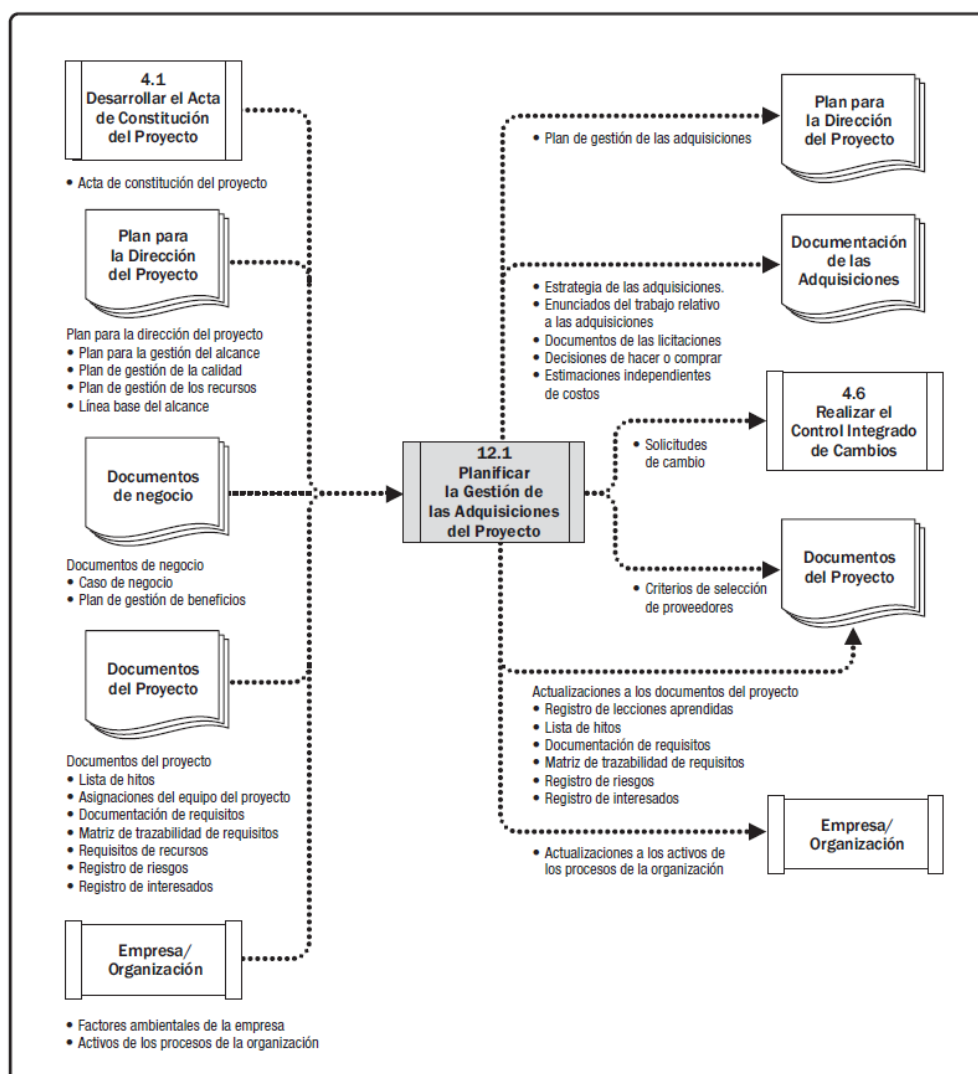 4.1
Desarrollar el Acta
de Constitución
del Proyecto
• Acta de constitución del proyecto
Plan para
la Dirección
del Proyecto
Plan para la dirección del proyecto
• Plan para la gestión del alcance
• Plan de gestión de la calidad
• Plan de gestión de los recursos
• Línea base del alcance
Documentos
de negocio
Documentos de negocio
• Caso de negocio
• Plan de gestión de beneficios
Documentos
del Proyecto
Documentos del proyecto
• Lista de hitos
• Asignaciones del equipo del proyecto
• Documentación de requisitos
• Matriz de trazabilidad de requisitos
• Requisitos de recursos
• Registro de riesgos
• Registro de interesados
Empresa/
Organización
• Factores ambientales de la empresa
• Activos de los procesos de la organización
12.1
Planificar
la Gestión de
las Adquisiciones
del Proyecto
• Plan de gestión de las adquisiciones
Plan para
la Dirección
del Proyecto
• Estrategia de las adquisiciones.
• Enunciados del trabajo relativo
a las adquisiciones
• Documentos de las licitaciones
• Decisiones de hacer o comprar
• Estimaciones independientes
de costos
Documentación
de las
Adquisiciones
• Solicitudes
de cambio
4.6
Realizar el
Control Integrado
de Cambios
• Criterios de selección
de proveedores
Documentos
del Proyecto
Actualizaciones a los documentos del proyecto
• Registro de lecciones aprendidas
• Lista de hitos
• Documentación de requisitos
• Matriz de trazabilidad de requisitos
• Registro de riesgos
• Registro de interesados
• Actualizaciones a los activos de
los procesos de la organización
Empresa/
Organización